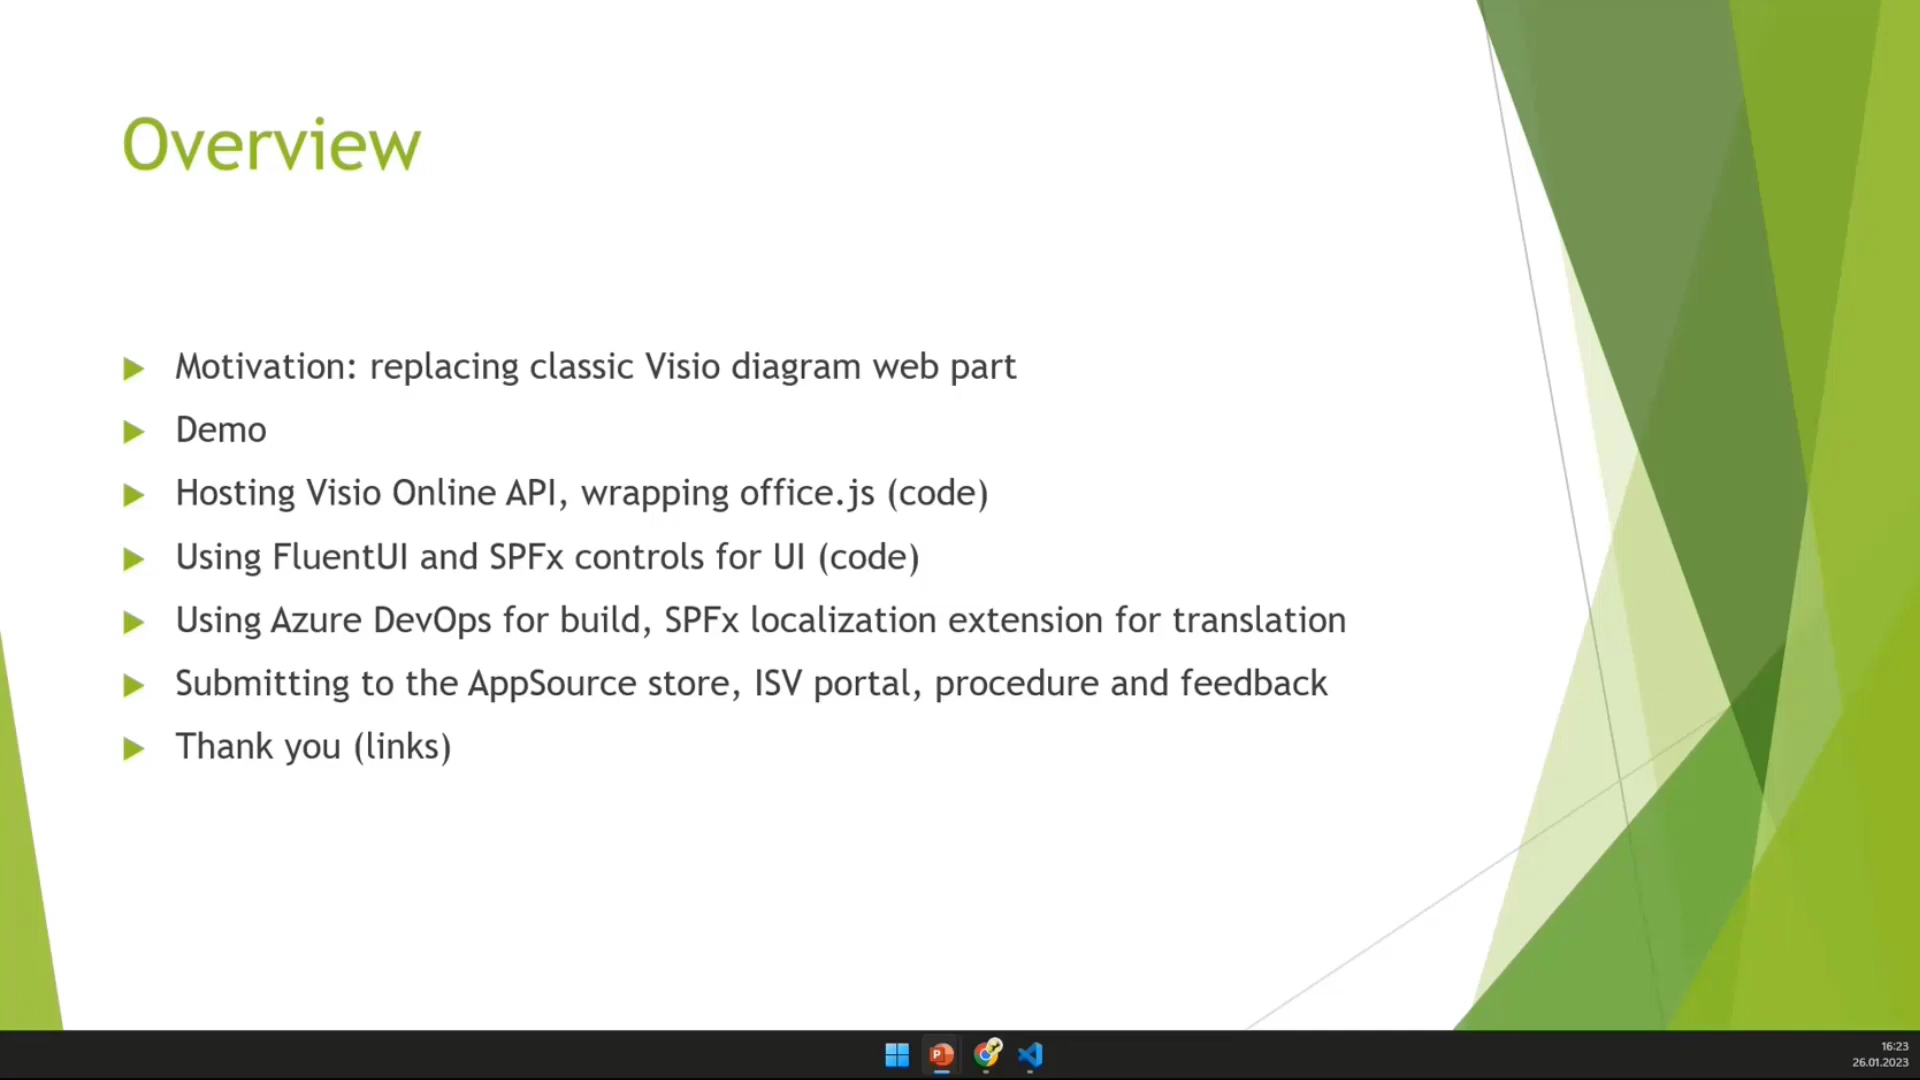 Overview
Motivation: replacing classic Visio diagram web part
Demo
Hosting Visio Online API, wrapping office.js (code)
Using FluentUI and SPFx controls for UI (code)
Using Azure DevOps for build, SPFx localization extension for translation
Submitting to the AppSource store, ISV portal, procedure and feedback
Thank you (links)
P
16:23
26.01.2023